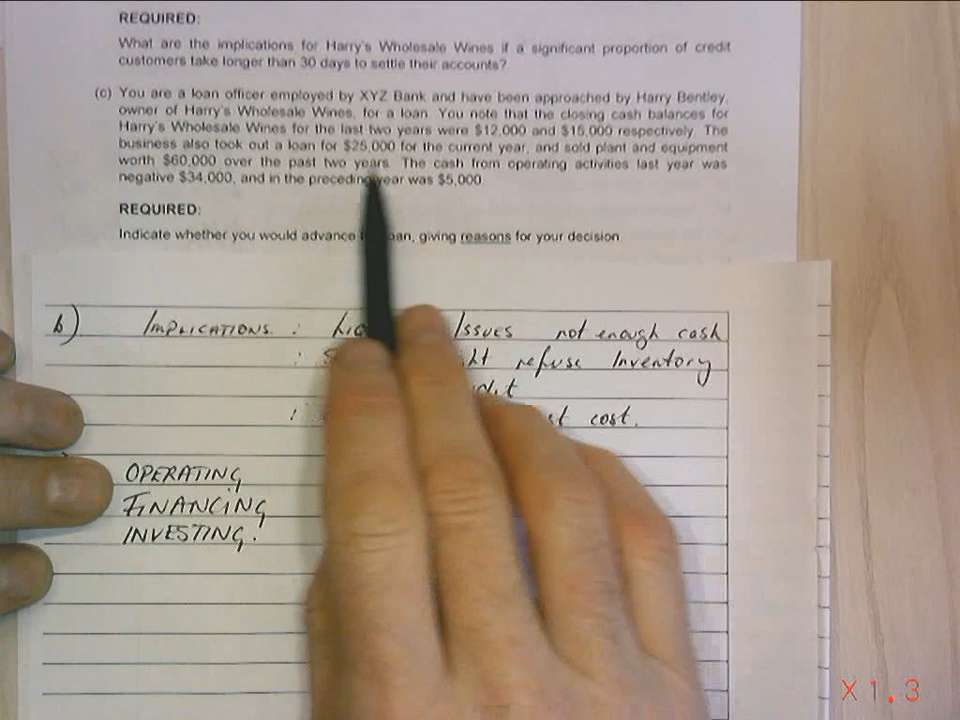 REQUIRED:
What are the implications for Harry's Wholesale Wines if a significant proportion of credit
customers take longer than 30 days to settle their accounts?
(c) You are a loan officer employed by XYZ Bank and have been approached by Harry Bentley,
owner of Harry's Wholesale Wines, for a loan. You note that the closing cash balances for
Harry's Wholesale Wines for the last two years were $12,000 and $15,000 respectively. The
business also took out a loan for $25,000 for the current year, and sold plant and equipment
worth $60,000 over the past two years. The cash from operating activities last year was
negative $34,000, and in the preceding year was $5,000.
REQUIRED:
Indicate whether you would advance giving reasons for your decision
b) IMPLICATIONS : ISSUES not enough cash
: refuse Inventory
: cost.
OPERATING
FINANCING
INVESTING.
X1.3